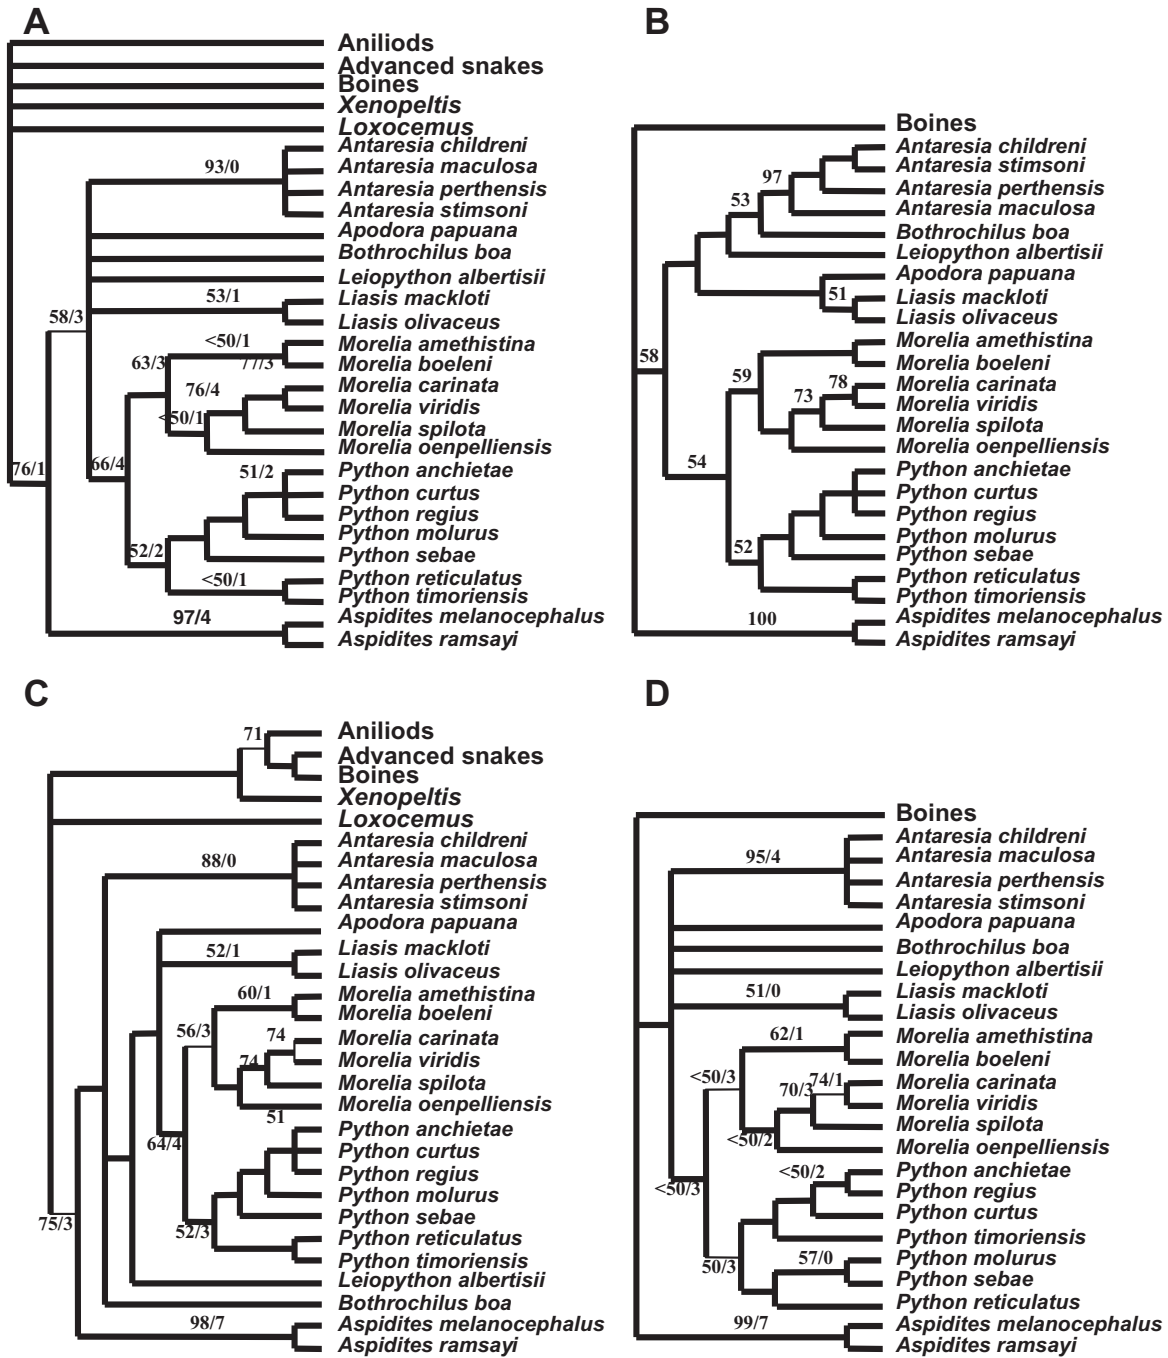 A
Aniliods
Advanced snakes
Boines
Xenopeltis
Loxocemus
Antaresia childreni
Antaresia maculosa
93/0
Antaresia perthensis
Antaresia stimsoni
Apodora papuana
Bothrochilus boa
Leiopython albertisii
53/1
Liasis mackloti
58/3
Liasis olivaceus
<50/1
Morelia amethistina
63/3
77/3
Morelia boeleni
76/4
Morelia carinata
Morelia viridis
<50/1
Morelia spilota
Morelia oenpelliensis
76/1
66/4
51/2
Python anchietae
Python curtus
Python regius
Python molurus
52/2
Python sebae
<50/1
Python reticulatus
Python timoriensis
97/4
Aspidites melanocephalus
Aspidites ramsayi
B
Boines
Antaresia childreni
Antaresia stimsoni
97
Antaresia perthensis
53
Antaresia maculosa
Bothrochilus boa
Leiopython albertisii
Apodora papuana
51
Liasis mackloti
Liasis olivaceus
58
Morelia amethistina
Morelia boeleni
59
78
Morelia carinata
73
Morelia viridis
Morelia spilota
Morelia oenpelliensis
54
Python anchietae
Python curtus
Python regius
Python molurus
52
Python sebae
Python reticulatus
Python timoriensis
100
Aspidites melanocephalus
Aspidites ramsayi
C
71
Aniliods
Advanced snakes
Boines
Xenopeltis
Loxocemus
Antaresia childreni
88/0
Antaresia maculosa
Antaresia perthensis
Antaresia stimsoni
Apodora papuana
52/1
Liasis mackloti
Liasis olivaceus
60/1
Morelia amethistina
Morelia boeleni
56/3
74
Morelia carinata
74
Morelia viridis
Morelia spilota
Morelia oenpelliensis
51
64/4
Python anchietae
Python curtus
Python regius
Python molurus
75/3
52/3
Python sebae
Python reticulatus
Python timoriensis
Leiopython albertisii
Bothrochilus boa
98/7
Aspidites melanocephalus
Aspidites ramsayi
D
Boines
Antaresia childreni
95/4
Antaresia maculosa
Antaresia perthensis
Antaresia stimsoni
Apodora papuana
Bothrochilus boa
Leiopython albertisii
51/0
Liasis mackloti
Liasis olivaceus
62/1
Morelia amethistina
Morelia boeleni
<50/3
70/3
74/1
Morelia carinata
Morelia viridis
Morelia spilota
<50/2
Morelia oenpelliensis
<50/3
<50/2
Python anchietae
Python regius
Python curtus
Python timoriensis
50/3
57/0
Python molurus
Python sebae
Python reticulatus
99/7
Aspidites melanocephalus
Aspidites ramsayi